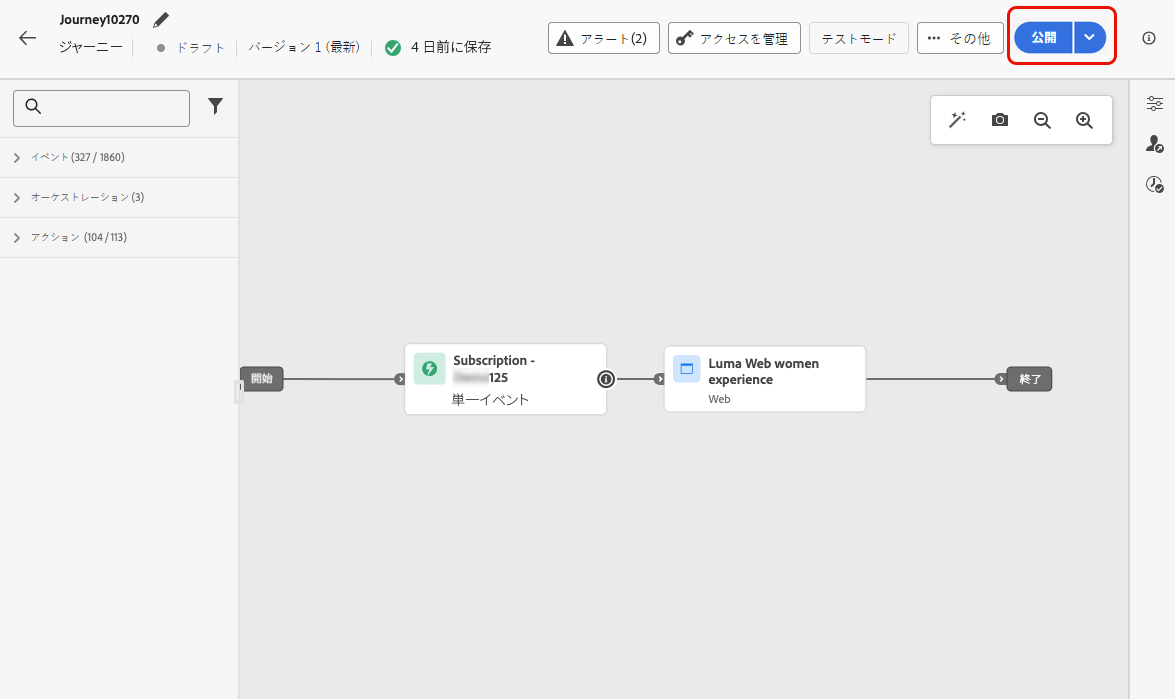 Journey10270
ジャーニー
ドラフト
バージョン 1 (最新)
4 日前に保存
アラート(2)
アクセスを管理
テストモード
その他
公開
イベント (327 / 1860)
オーケストレーション (3)
アクション (104 / 113)
開始
Subscription -
125
単一イベント
Luma Web women
experience
Web
終了